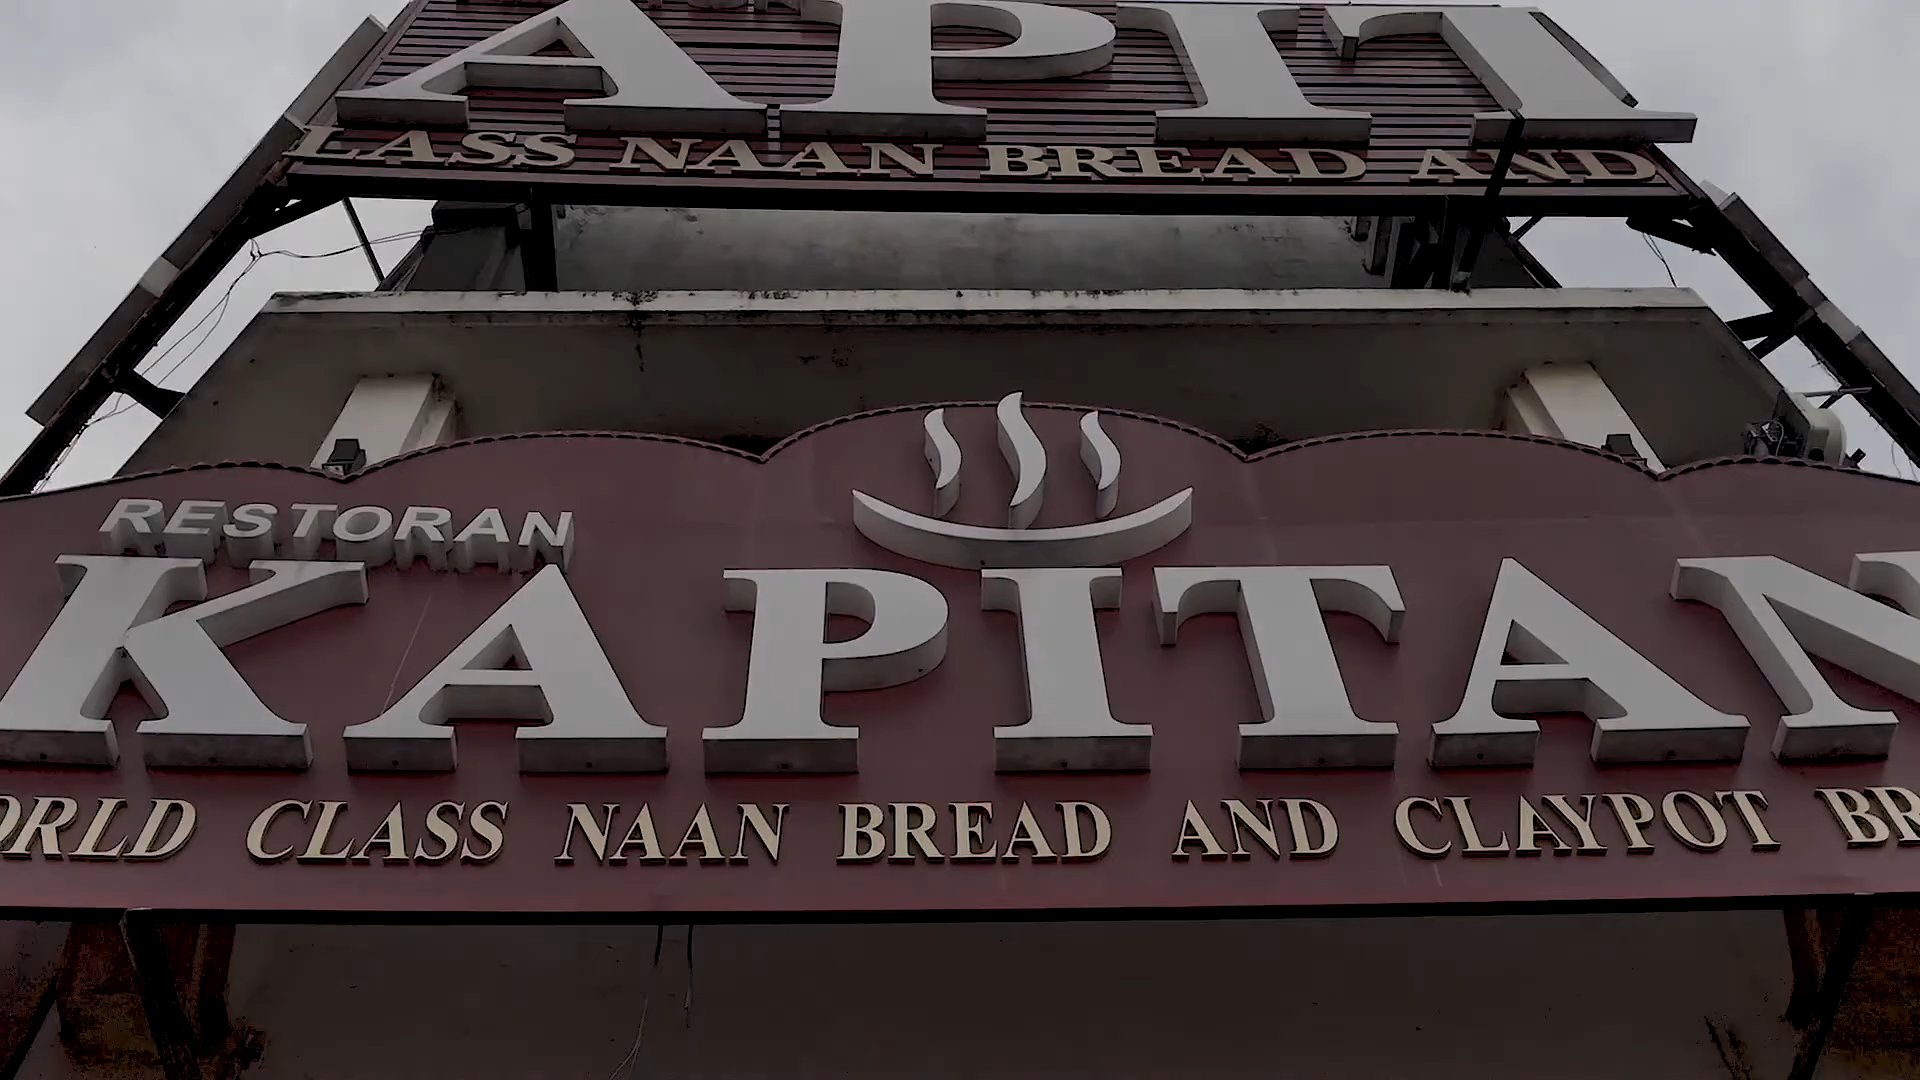 APIT
LASS NAAN BREAD AND
RESTORAN
KAPITAN
ORLD CLASS NAAN BREAD AND CLAYPOT BR